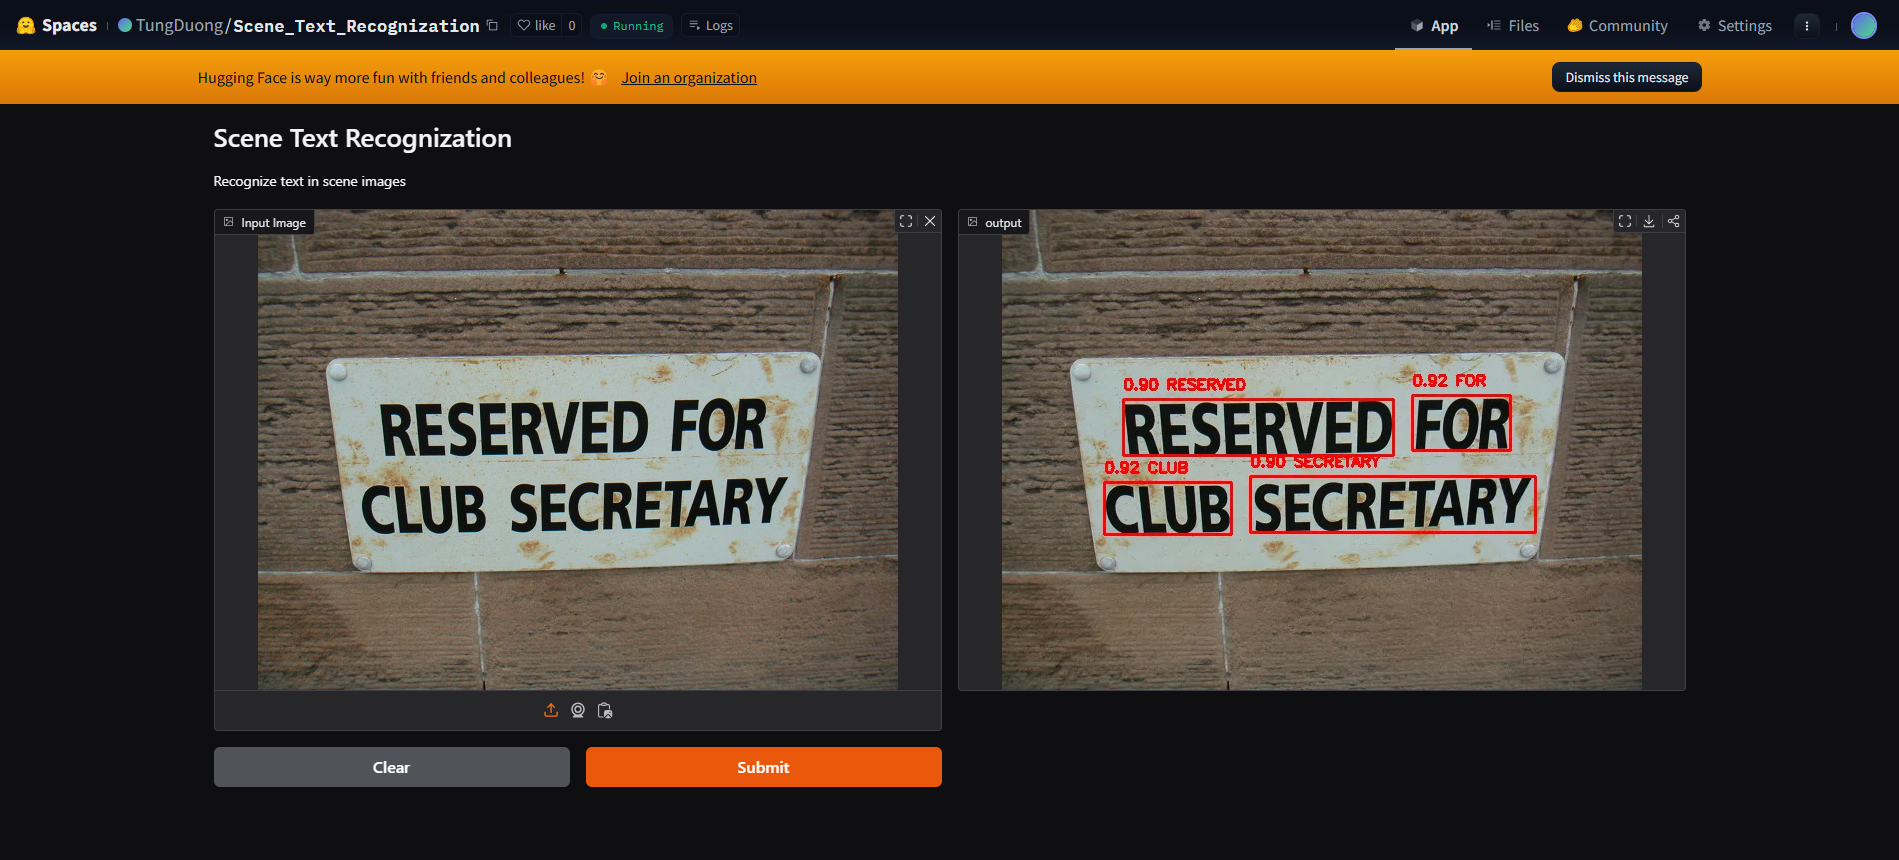 Spaces TungDuong/Scene_Text_Recognization like 0 Running Logs App Files Community Settings
Hugging Face is way more fun with friends and colleagues! Join an organization Dismiss this message
Scene Text Recognization
Recognize text in scene images
Input Image
RESERVED FOR
CLUB SECRETARY
output
0.90 RESERVED 0.92 FOR
RESERVED FOR
0.92 CLUB 0.90 SECRETARY
CLUB SECRETARY
Clear Submit